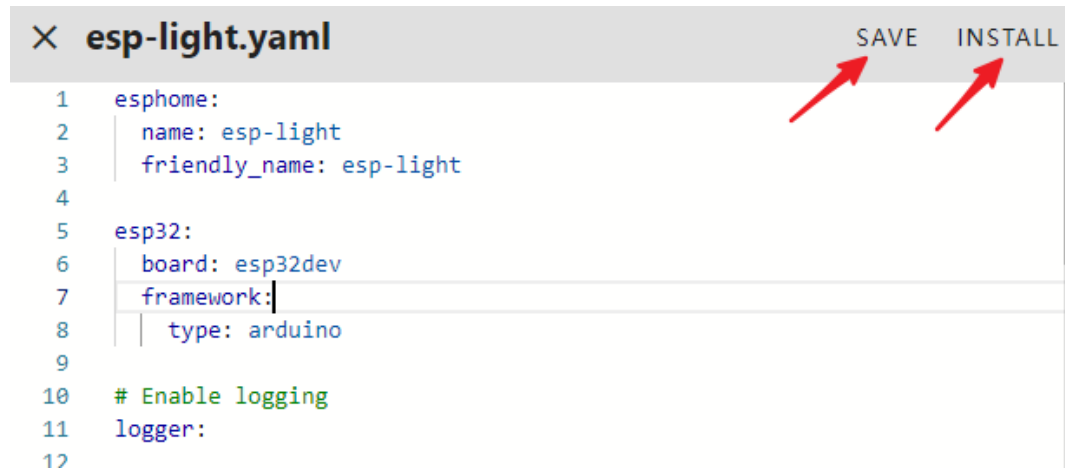 × esp-light.yaml SAVE INSTALL
1 esphome:
2 name: esp-light
3 friendly_name: esp-light
4
5 esp32:
6 board: esp32dev
7 framework:
8 type: arduino
9
10 # Enable logging
11 logger:
12